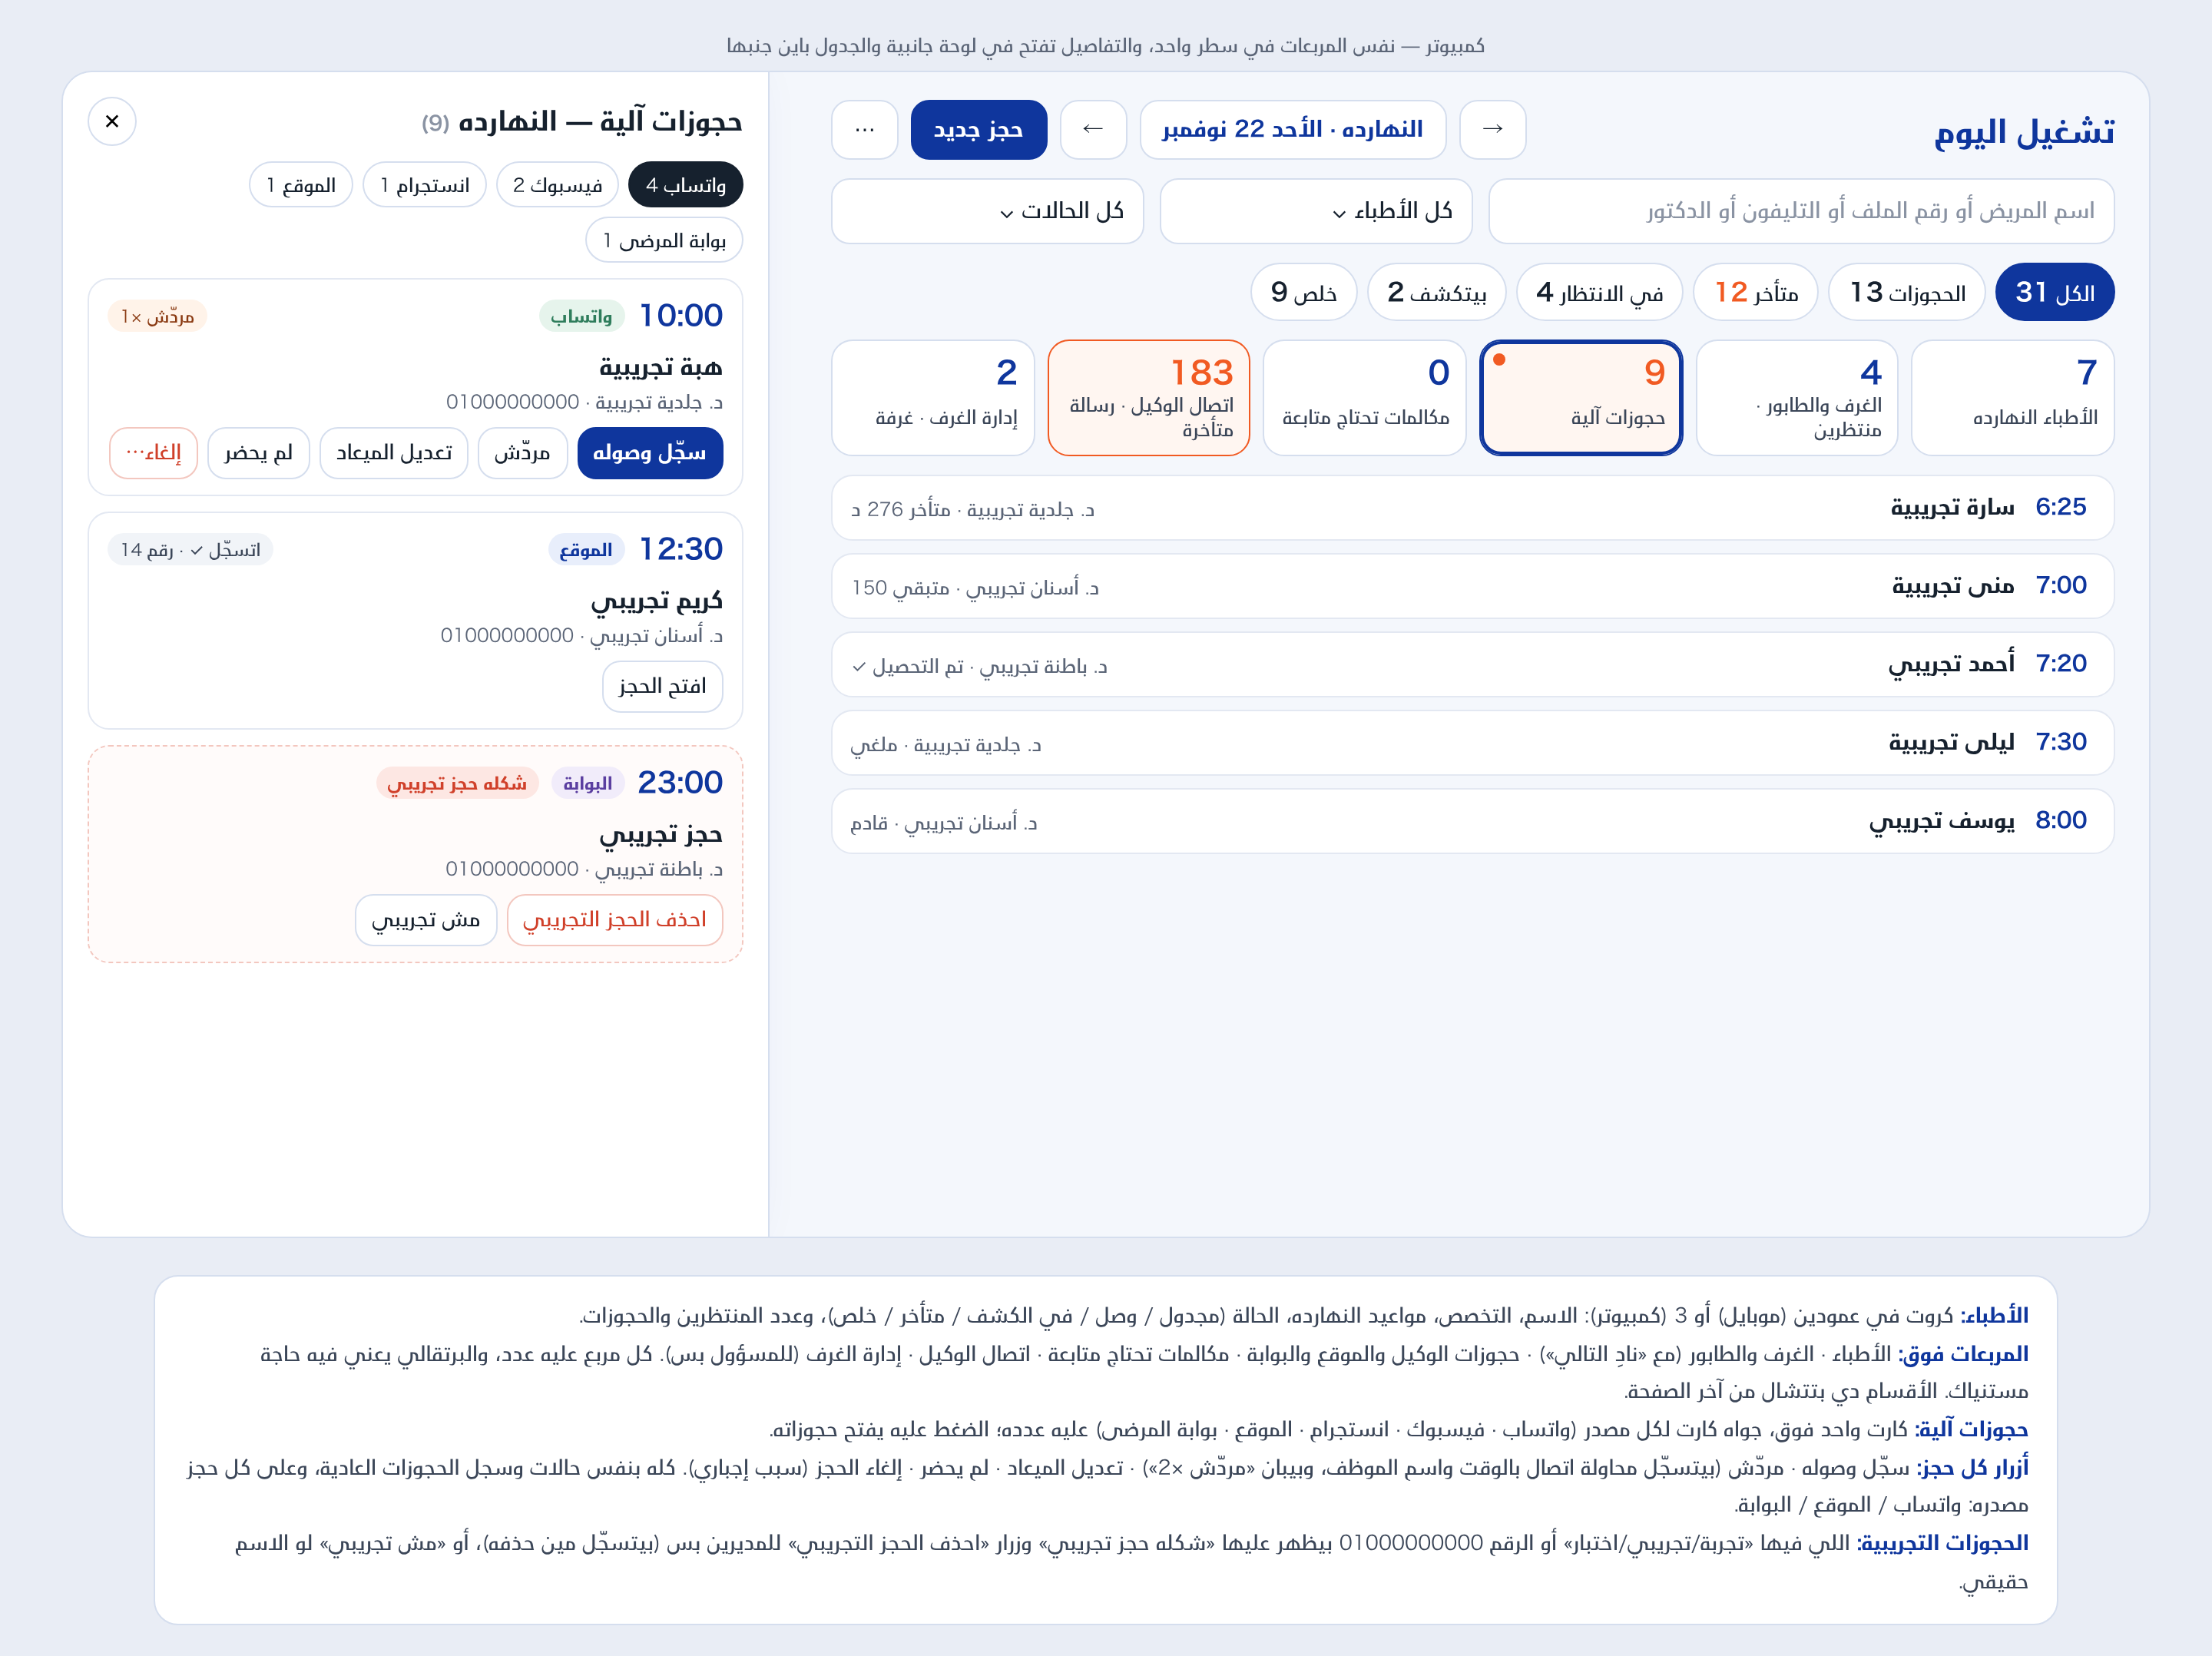 كمبيوتر — نفس المربعات في سطر واحد، والتفاصيل تفتح في لوحة جانبية والجدول باين جنبها
تشغيل اليوم
→
النهارده · الأحد 22 نوفمبر
←
حجز جديد
⋯
اسم المريض أو رقم الملف أو التليفون أو الدكتور
كل الأطباء
كل الحالات
الكل 31
الحجوزات 13
متأخر 12
في الانتظار 4
بيتكشف 2
خلص 9
7
الأطباء النهارده
4
الغرف والطابور ·
منتظرين
9
حجوزات آلية
0
مكالمات تحتاج متابعة
183
اتصال الوكيل · رسالة
متأخرة
2
إدارة الغرف · غرفة
6:25 سارة تجريبية د. جلدية تجريبية · متأخر 276 د
7:00 منى تجريبية د. أسنان تجريبي · متبقي 150
7:20 أحمد تجريبي د. باطنة تجريبي · تم التحصيل ✓
7:30 ليلى تجريبية د. جلدية تجريبية · ملغي
8:00 يوسف تجريبي د. أسنان تجريبي · قادم
حجوزات آلية — النهارده (9)
✕
واتساب 4
فيسبوك 2
انستجرام 1
الموقع 1
بوابة المرضى 1
10:00 واتساب مردّش ×1
هبة تجريبية
د. جلدية تجريبية · 01000000000
سجّل وصوله
مردّش
تعديل الميعاد
لم يحضر
إلغاء⋯
12:30 الموقع اتسجّل ✓ · رقم 14
كريم تجريبي
د. أسنان تجريبي · 01000000000
افتح الحجز
23:00 البوابة شكله حجز تجريبي
حجز تجريبي
د. باطنة تجريبي · 01000000000
احذف الحجز التجريبي
مش تجريبي
الأطباء: كروت في عمودين (موبايل) أو 3 (كمبيوتر): الاسم، التخصص، مواعيد النهارده، الحالة (مجدول / وصل / في الكشف / متأخر / خلص)، وعدد المنتظرين والحجوزات.
المربعات فوق: الأطباء · الغرف والطابور (مع «نادِ التالي») · حجوزات الوكيل والموقع والبوابة · مكالمات تحتاج متابعة · اتصال الوكيل · إدارة الغرف (للمسؤول بس). كل مربع عليه عدد، والبرتقالي يعني فيه حاجة
مستنياك. الأقسام دي بتتشال من آخر الصفحة.
حجوزات آلية: كارت واحد فوق، جواه كارت لكل مصدر (واتساب · فيسبوك · انستجرام · الموقع · بوابة المرضى) عليه عدده؛ الضغط عليه يفتح حجوزاته.
أزرار كل حجز: سجّل وصوله · مردّش (بيتسجّل محاولة اتصال بالوقت واسم الموظف، وبيبان «مردّش ×2») · تعديل الميعاد · لم يحضر · إلغاء الحجز (سبب إجباري). كله بنفس حالات وسجل الحجوزات العادية، وعلى كل حجز
مصدره: واتساب / الموقع / البوابة.
الحجوزات التجريبية: اللي فيها «تجربة/تجريبي/اختبار» أو الرقم 01000000000 بيظهر عليها «شكله حجز تجريبي» وزرار «احذف الحجز التجريبي» للمديرين بس (بيتسجّل مين حذفه)، أو «مش تجريبي» لو الاسم
حقيقي.